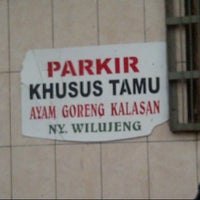 PARKIR
KHUSUS TAMU
AYAM GORENG KALASAN
NY. WILUJENG